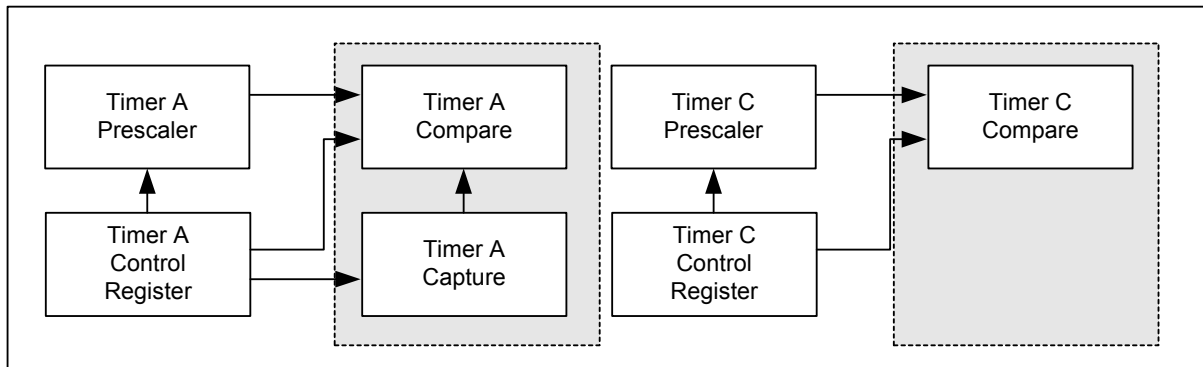 Timer A
Prescaler
Timer A
Compare
Timer C
Prescaler
Timer C
Compare
Timer A
Control
Register
Timer A
Capture
Timer C
Control
Register